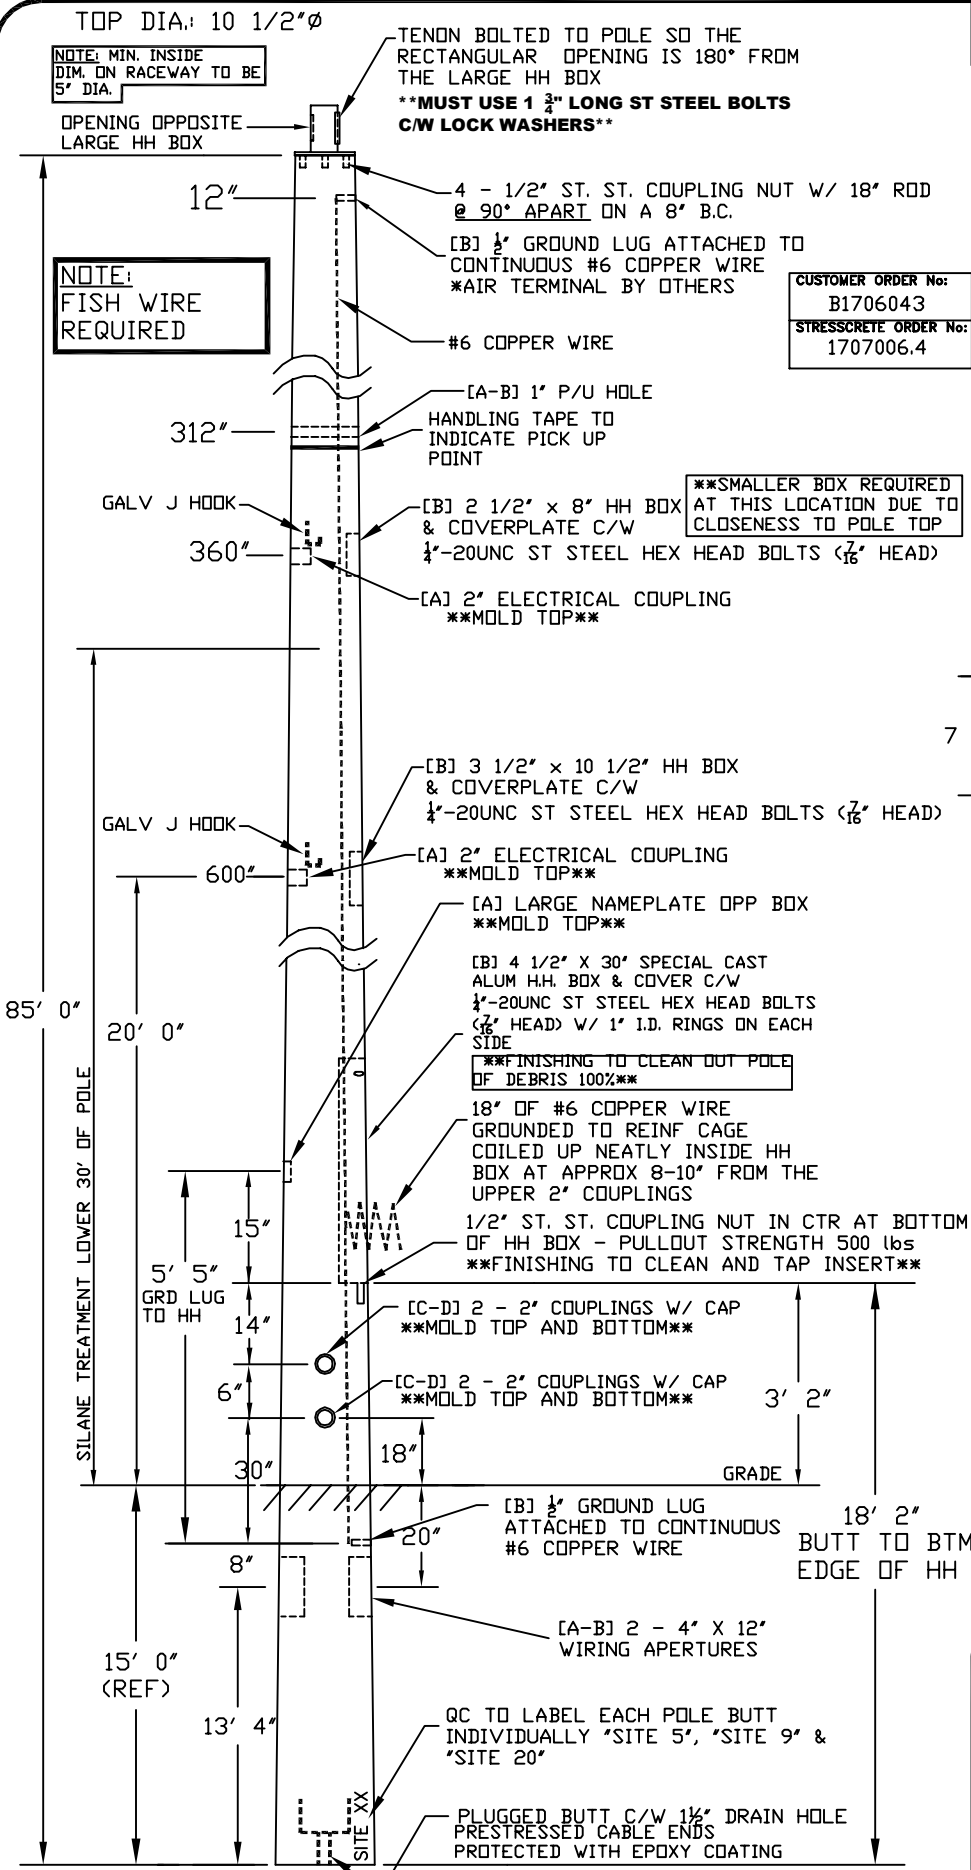 TOP DIA.: 10 1/2"Ø
NOTE: MIN. INSIDE
DIM. ON RACEWAY TO BE
5" DIA.
TENON BOLTED TO POLE SO THE
RECTANGULAR OPENING IS 180° FROM
THE LARGE HH BOX
**MUST USE 1 3/4" LONG ST STEEL BOLTS
C/W LOCK WASHERS**
OPENING OPPOSITE
LARGE HH BOX
12"
4 - 1/2" ST. ST. COUPLING NUT W/ 18" ROD
@ 90° APART ON A 8" B.C.
[B] 1/2" GROUND LUG ATTACHED TO
CONTINUOUS #6 COPPER WIRE
*AIR TERMINAL BY OTHERS
NOTE:
FISH WIRE
REQUIRED
CUSTOMER ORDER No:
B1706043
STRESSCRETE ORDER No:
1707006.4
#6 COPPER WIRE
[A-B] 1" P/U HOLE
312"
HANDLING TAPE TO
INDICATE PICK UP
POINT
GALV J HOOK
360"
[B] 2 1/2" x 8" HH BOX
& COVERPLATE C/W
1/4"-20UNC ST STEEL HEX HEAD BOLTS (7/16" HEAD)
**SMALLER BOX REQUIRED
AT THIS LOCATION DUE TO
CLOSENESS TO POLE TOP
[A] 2" ELECTRICAL COUPLING
**MOLD TOP**
7
[B] 3 1/2" x 10 1/2" HH BOX
& COVERPLATE C/W
1/4"-20UNC ST STEEL HEX HEAD BOLTS (7/16" HEAD)
GALV J HOOK
600"
[A] 2" ELECTRICAL COUPLING
**MOLD TOP**
[A] LARGE NAMEPLATE OPP BOX
**MOLD TOP**
[B] 4 1/2" X 30" SPECIAL CAST
ALUM H.H. BOX & COVER C/W
1/4"-20UNC ST STEEL HEX HEAD BOLTS
(7/16" HEAD) W/ 1" I.D. RINGS ON EACH
SIDE
**FINISHING TO CLEAN OUT POLE
OF DEBRIS 100%**
85' 0"
20' 0"
SILANE TREATMENT LOWER 30' OF POLE
18" OF #6 COPPER WIRE
GROUNDED TO REINF CAGE
COILED UP NEATLY INSIDE HH
BOX AT APPROX 8-10" FROM THE
UPPER 2" COUPLINGS
15"
1/2" ST. ST. COUPLING NUT IN CTR AT BOTTOM
OF HH BOX - PULLOUT STRENGTH 500 lbs
**FINISHING TO CLEAN AND TAP INSERT**
5' 5"
GRD LUG
TO HH
14"
[C-D] 2 - 2" COUPLINGS W/ CAP
**MOLD TOP AND BOTTOM**
6"
[C-D] 2 - 2" COUPLINGS W/ CAP
**MOLD TOP AND BOTTOM**
3' 2"
30"
18"
GRADE
[B] 1/2" GROUND LUG
ATTACHED TO CONTINUOUS
#6 COPPER WIRE
20"
18' 2"
BUTT TO BTM
EDGE OF HH
8"
[A-B] 2 - 4" X 12"
WIRING APERTURES
15' 0"
(REF)
13' 4"
QC TO LABEL EACH POLE BUTT
INDIVIDUALLY "SITE 5", "SITE 9" &
"SITE 20"
SITE XX
PLUGGED BUTT C/W 1½" DRAIN HOLE
PRESTRESSED CABLE ENDS
PROTECTED WITH EPOXY COATING